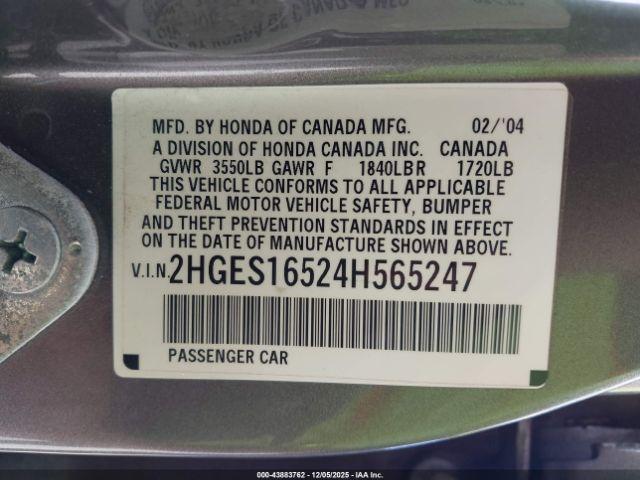 MFD. BY HONDA OF CANADA MFG. 02/'04
A DIVISION OF HONDA CANADA INC. CANADA
GVWR 3550LB GAWR F 1840LBR 1720LB
THIS VEHICLE CONFORMS TO ALL APPLICABLE
FEDERAL MOTOR VEHICLE SAFETY, BUMPER
AND THEFT PREVENTION STANDARDS IN EFFECT
ON THE DATE OF MANUFACTURE SHOWN ABOVE.
V.I.N. 2HGES16524H565247
PASSENGER CAR
000-43883762 - 12/05/2025 - IAA Inc.